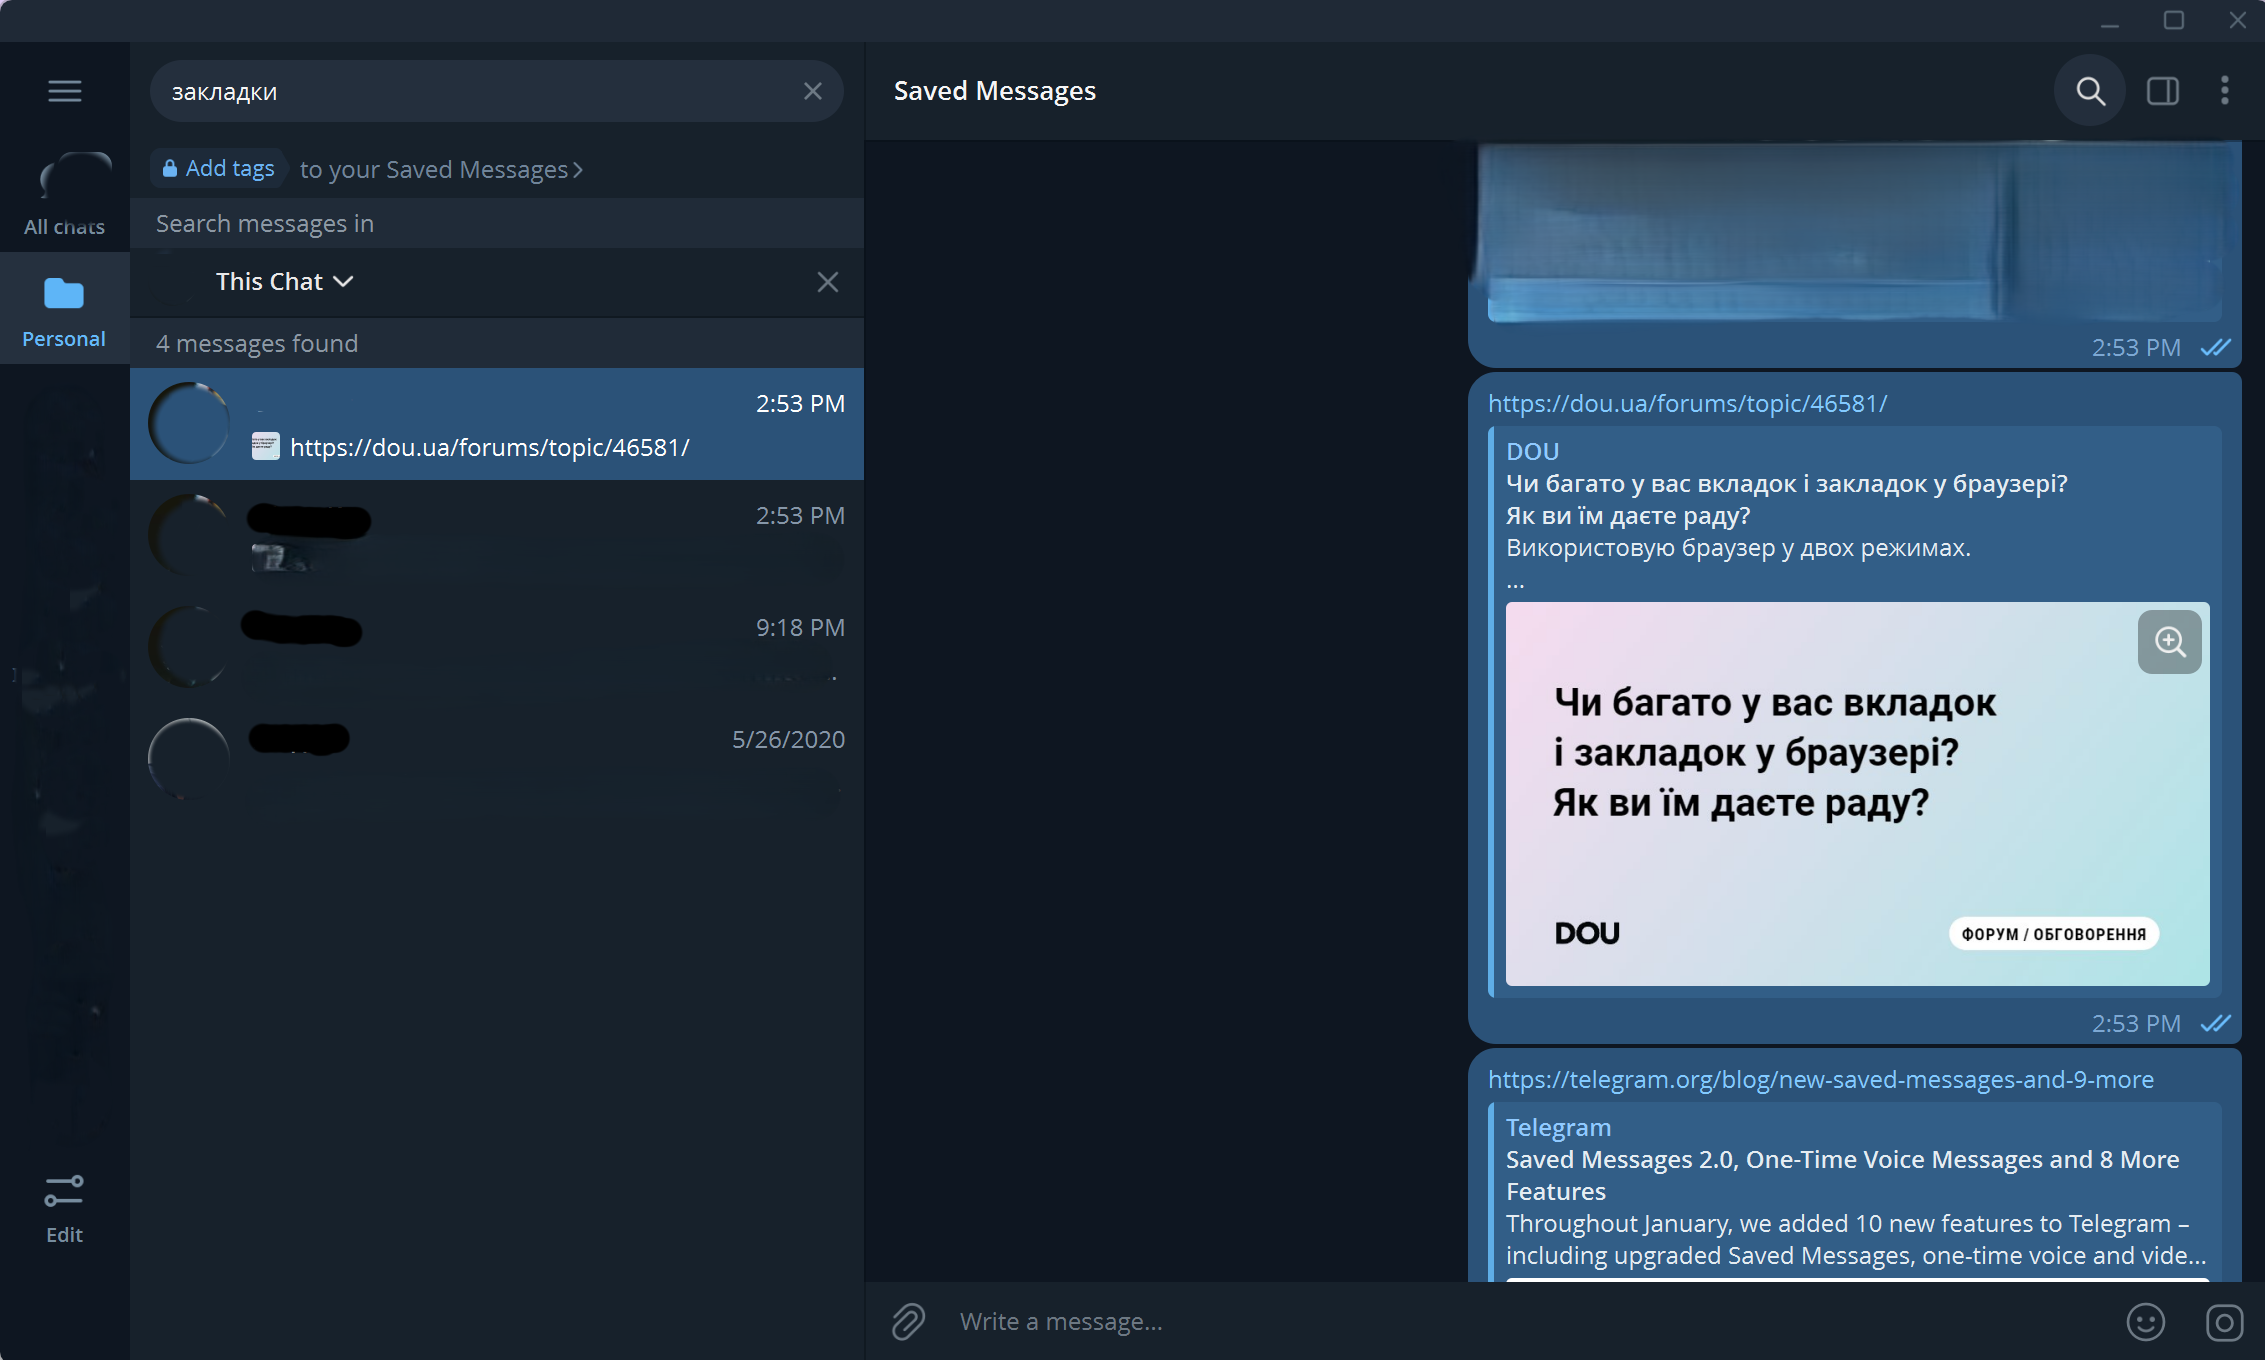 закладки
Add tags to your Saved Messages
Search messages in
This Chat
4 messages found
2:53 PM
https://dou.ua/forums/topic/46581/
2:53 PM
9:18 PM
5/26/2020
All chats
Personal
Edit
Saved Messages
2:53 PM
https://dou.ua/forums/topic/46581/
DOU
Чи багато у вас вкладок і закладок у браузері?
Як ви їм даєте раду?
Використовую браузер у двох режимах.
...
Чи багато у вас вкладок
і закладок у браузері?
Як ви їм даєте раду?
DOU
ФОРУМ / ОБГОВОРЕННЯ
2:53 PM
https://telegram.org/blog/new-saved-messages-and-9-more
Telegram
Saved Messages 2.0, One-Time Voice Messages and 8 More
Features
Throughout January, we added 10 new features to Telegram –
including upgraded Saved Messages, one-time voice and vide...
Write a message...